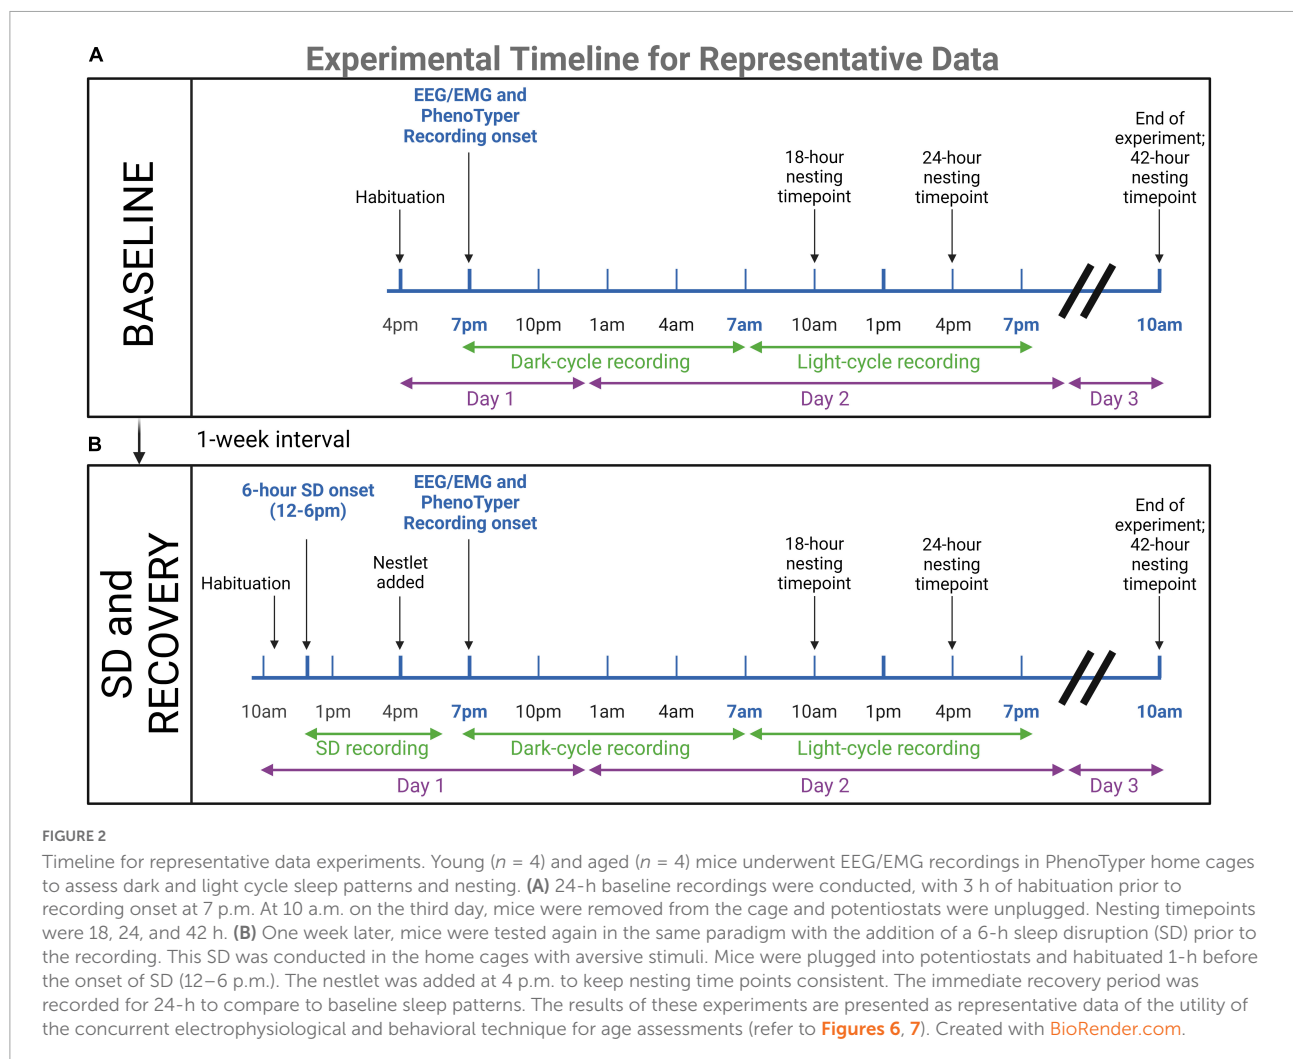 A
Experimental Timeline for Representative Data
BASELINE
EEG/EMG and
PhenoTyper
Recording onset
Habituation
18-hour
nesting
timepoint
24-hour
nesting
timepoint
End of
experiment;
42-hour
nesting
timepoint
4pm 7pm 10pm 1am 4am 7am 10am 1pm 4pm 7pm 10am
Dark-cycle recording Light-cycle recording
Day 1 Day 2 Day 3
B
1-week interval
SD and
RECOVERY
6-hour SD onset
(12-6pm)
EEG/EMG and
PhenoTyper
Recording onset
Habituation
Nestlet
added
18-hour
nesting
timepoint
24-hour
nesting
timepoint
End of
experiment;
42-hour
nesting
timepoint
10am 1pm 4pm 7pm 10pm 1am 4am 7am 10am 1pm 4pm 7pm 10am
SD recording Dark-cycle recording Light-cycle recording
Day 1 Day 2 Day 3
FIGURE 2
Timeline for representative data experiments. Young (n = 4) and aged (n = 4) mice underwent EEG/EMG recordings in PhenoTyper home cages
to assess dark and light cycle sleep patterns and nesting. (A) 24-h baseline recordings were conducted, with 3 h of habituation prior to
recording onset at 7 p.m. At 10 a.m. on the third day, mice were removed from the cage and potentiostats were unplugged. Nesting timepoints
were 18, 24, and 42 h. (B) One week later, mice were tested again in the same paradigm with the addition of a 6-h sleep disruption (SD) prior to
the recording. This SD was conducted in the home cages with aversive stimuli. Mice were plugged into potentiostats and habituated 1-h before
the onset of SD (12–6 p.m.). The nestlet was added at 4 p.m. to keep nesting time points consistent. The immediate recovery period was
recorded for 24-h to compare to baseline sleep patterns. The results of these experiments are presented as representative data of the utility of
the concurrent electrophysiological and behavioral technique for age assessments (refer to Figures 6, 7). Created with BioRender.com.